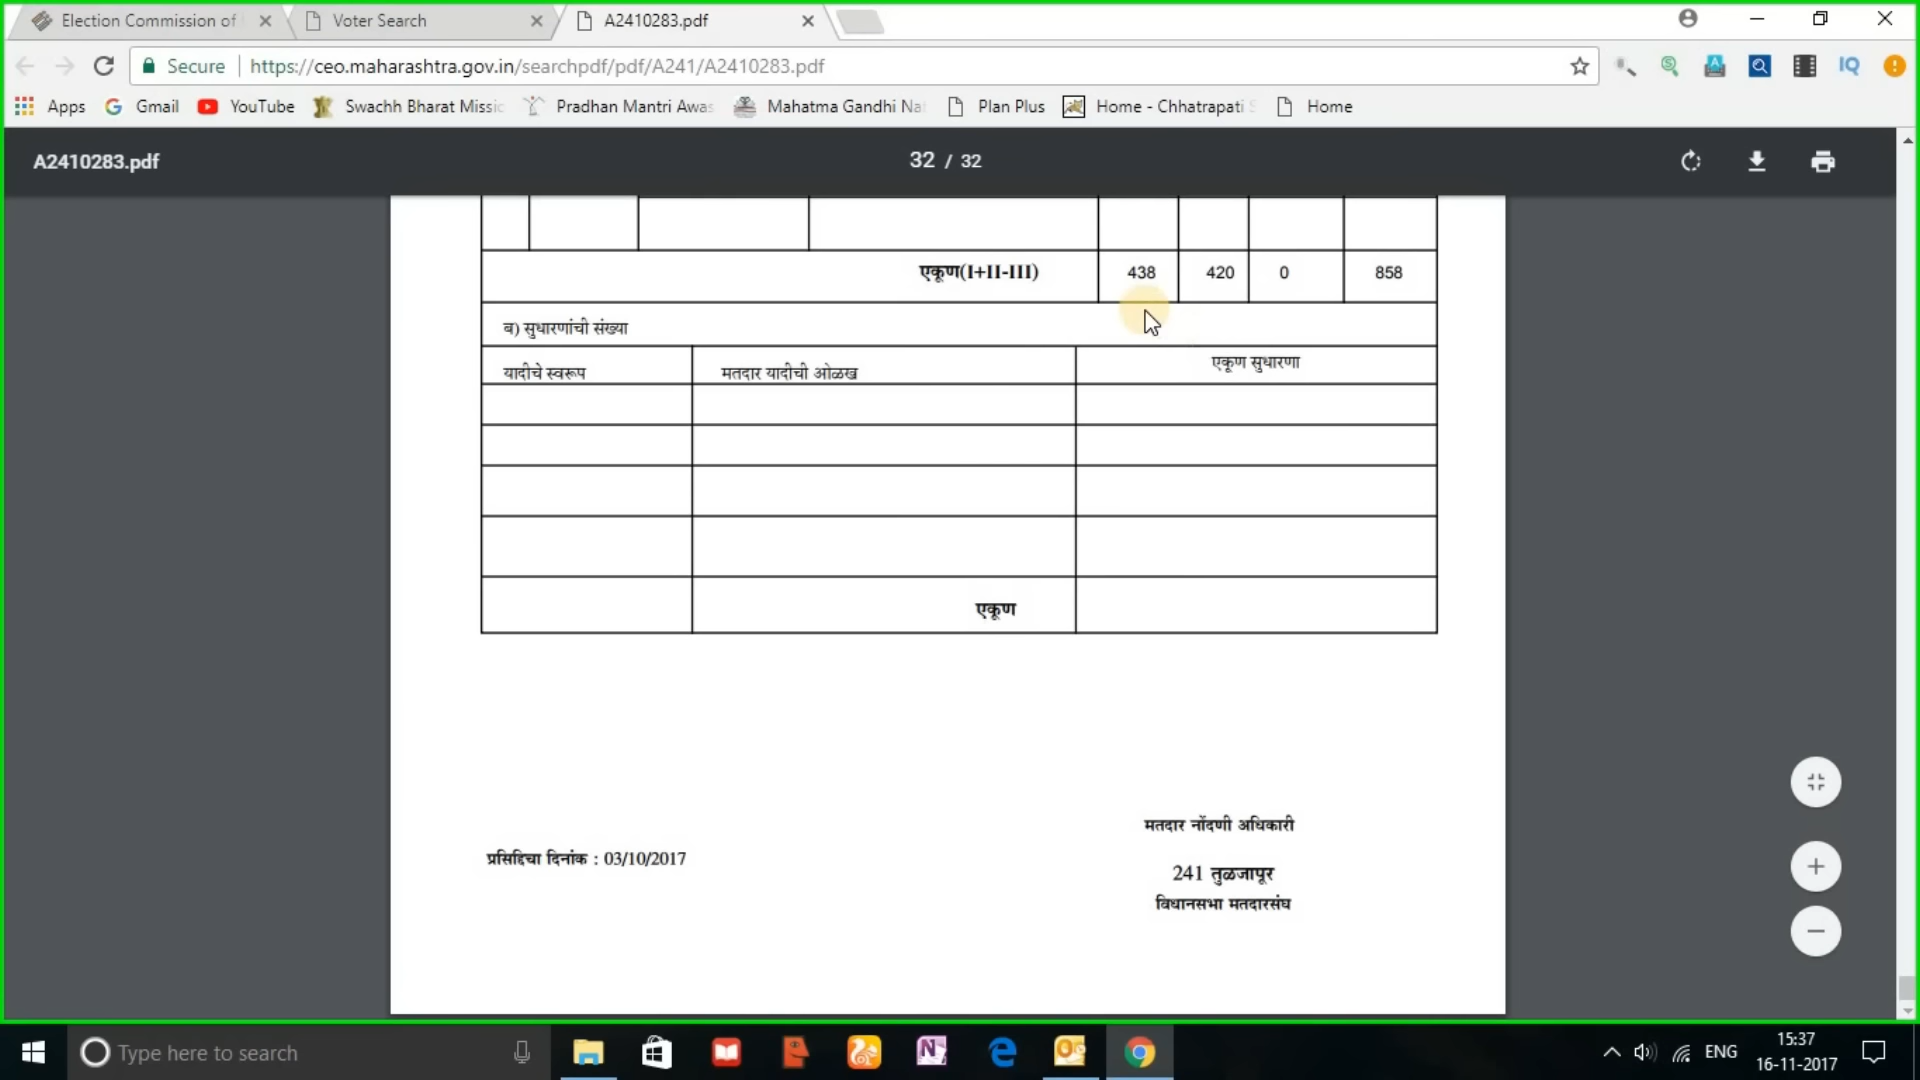 Election Commission of
Voter Search
A2410283.pdf
Secure
https://ceo.maharashtra.gov.in/searchpdf/pdf/A241/A2410283.pdf
IQ
Apps
Gmail
YouTube
Swachh Bharat Missic
Pradhan Mantri Awas
Mahatma Gandhi Na
Plan Plus
Home - Chhatrapati S
Home
A2410283.pdf
32 / 32
एकूण(I+II-III) 438 420 0 858
ब) सुधारणांची संख्या
यादीचे स्वरूप मतदार यादीची ओळख एकूण सुधारणा
एकूण
मतदार नोंदणी अधिकारी
प्रसिद्दिचा दिनांक : 03/10/2017
241 तुळजापूर
विधानसभा मतदारसंघ
Type here to search
ENG
15:37
16-11-2017